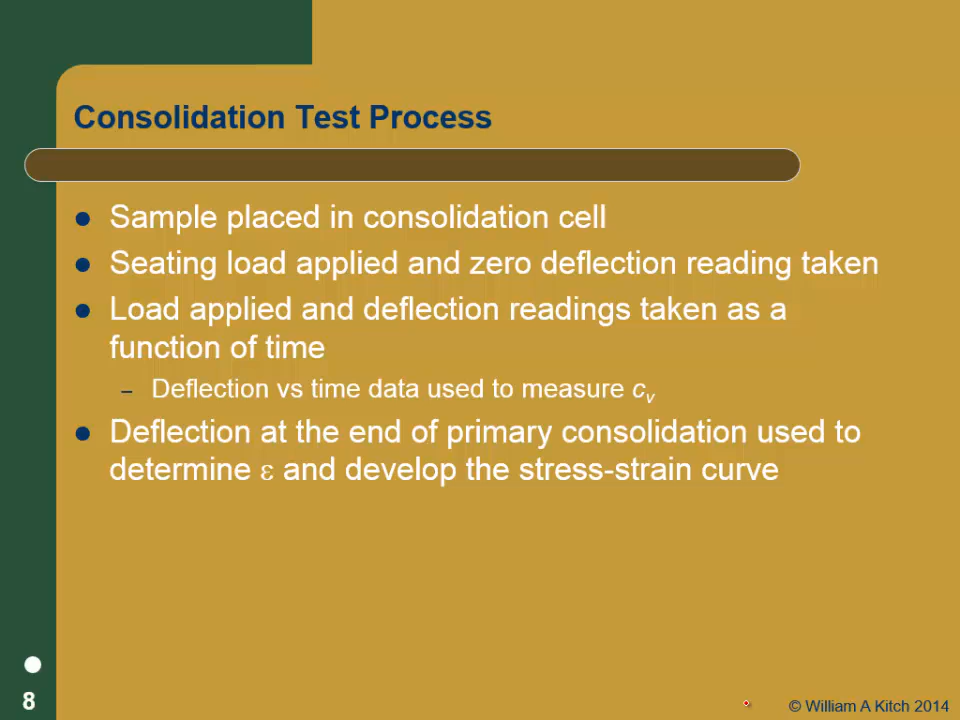 Consolidation Test Process
● Sample placed in consolidation cell
● Seating load applied and zero deflection reading taken
● Load applied and deflection readings taken as a
function of time
– Deflection vs time data used to measure cv
● Deflection at the end of primary consolidation used to
determine ε and develop the stress-strain curve
8
© William A Kitch 2014